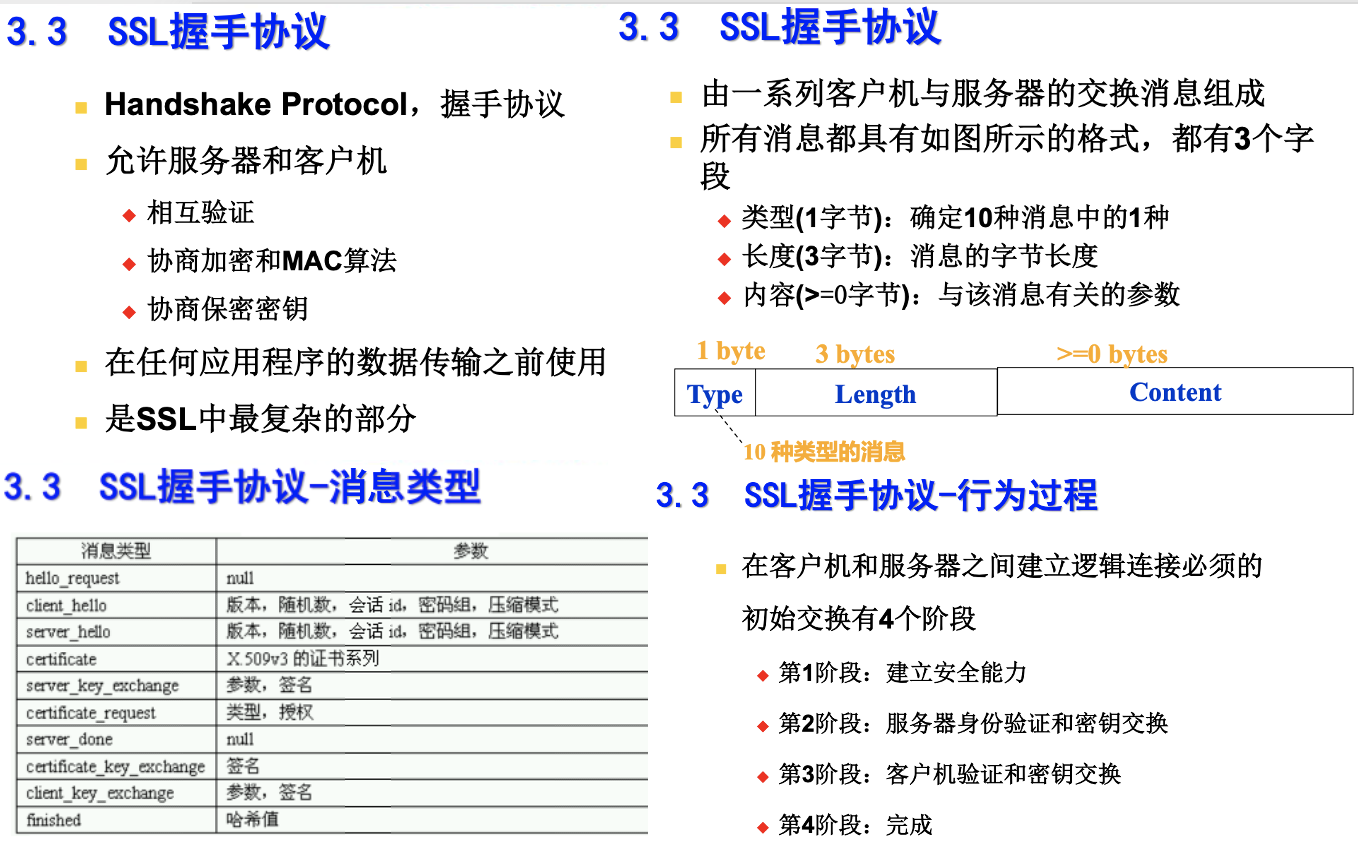 3.3 SSL握手协议
Handshake Protocol，握手协议
允许服务器和客户机
相互验证
协商加密和MAC算法
协商保密密钥
在任何应用程序的数据传输之前使用
是SSL中最复杂的部分
3.3 SSL握手协议
由一系列客户机与服务器的交换消息组成
所有消息都具有如图所示的格式，都有3个字
段
类型(1字节)：确定10种消息中的1种
长度(3字节)：消息的字节长度
内容(>=0字节)：与该消息有关的参数
1 byte 3 bytes >=0 bytes
Type Length Content
10 种类型的消息
3.3 SSL握手协议-消息类型
消息类型 参数
hello_request null
client_hello 版本，随机数，会话 id，密码组，压缩模式
server_hello 版本，随机数，会话 id，密码组，压缩模式
certificate X.509v3 的证书系列
server_key_exchange 参数，签名
certificate_request 类型，授权
server_done null
certificate_key_exchange 签名
client_key_exchange 参数，签名
finished 哈希值
3.3 SSL握手协议-行为过程
在客户机和服务器之间建立逻辑连接必须的
初始交换有4个阶段
第1阶段：建立安全能力
第2阶段：服务器身份验证和密钥交换
第3阶段：客户机验证和密钥交换
第4阶段：完成